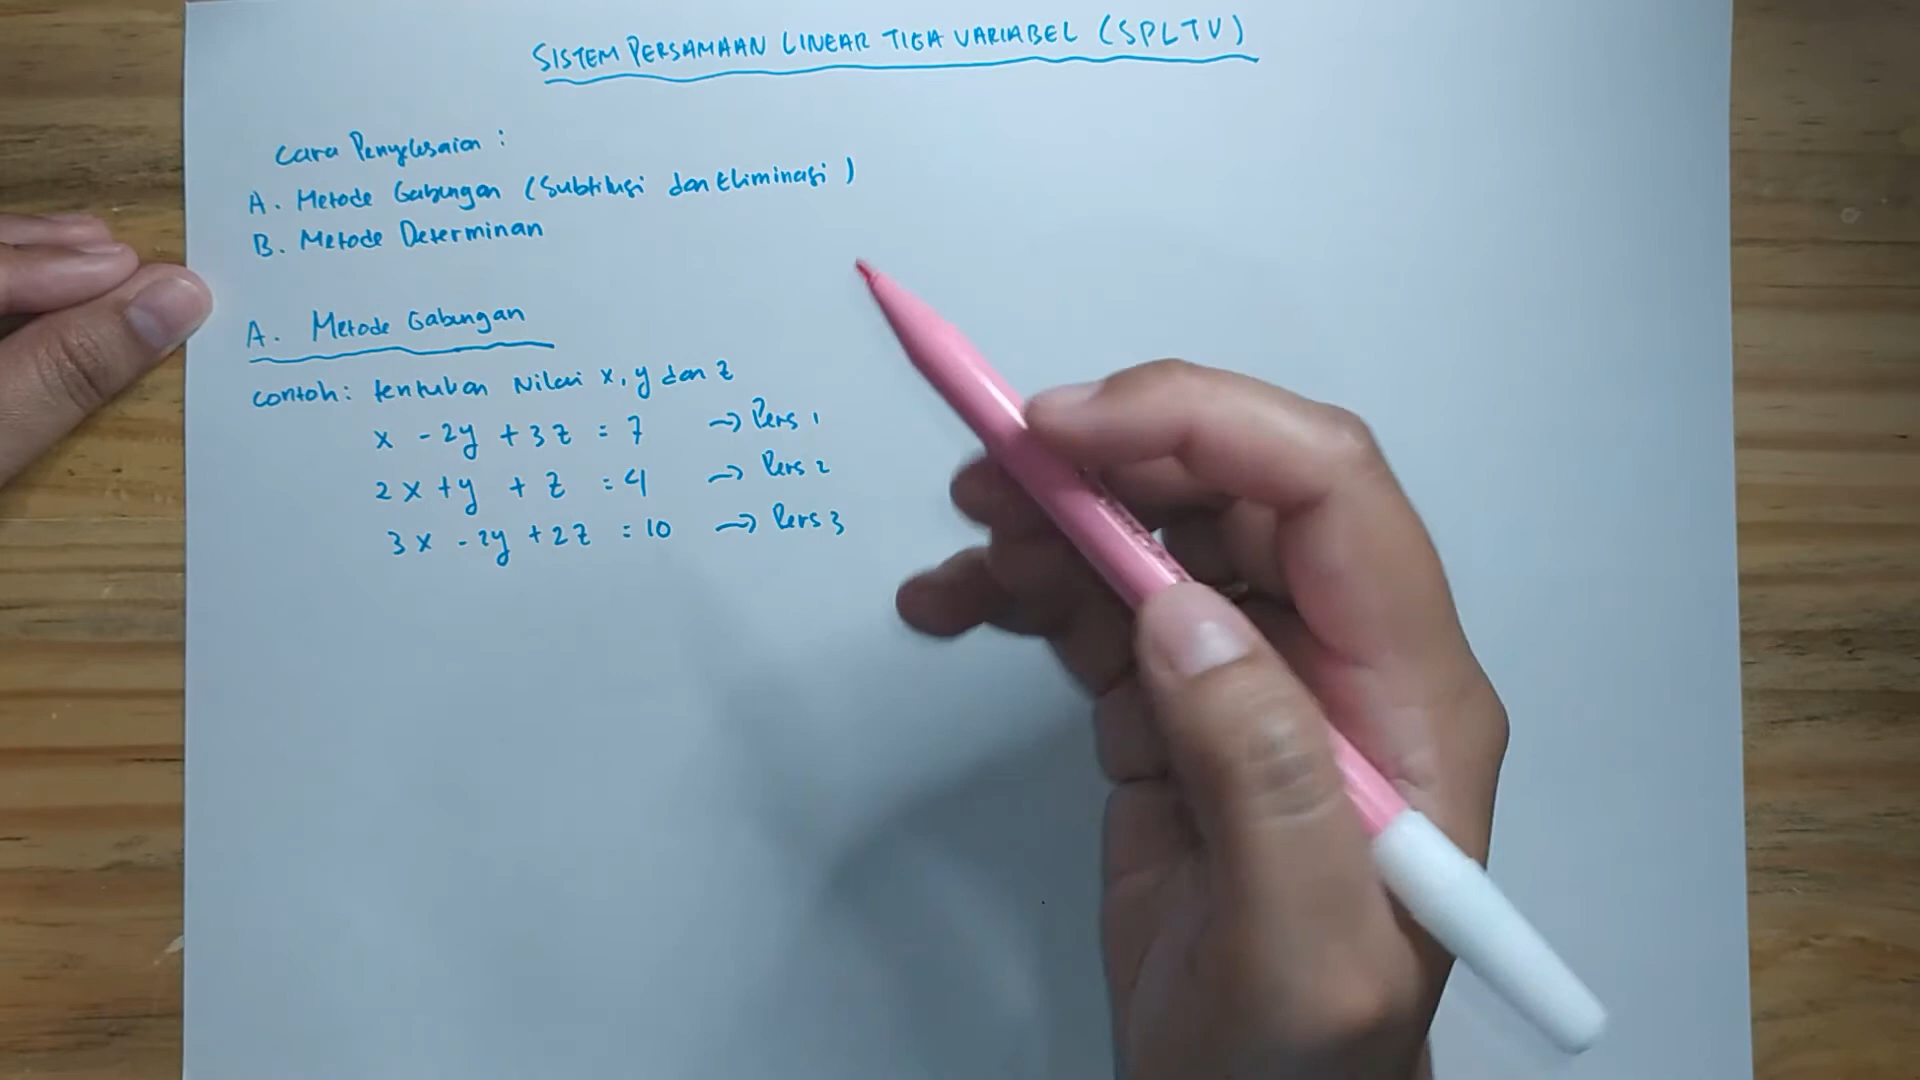 SISTEM PERSAMAAN LINEAR TIGA VARIABEL (SPLTV)
Cara Penyelesaian :
A. Metode Gabungan (Subtitusi dan Eliminasi)
B. Metode Determinan
A. Metode Gabungan
Contoh: tentukan Nilai x, y dan z
x - 2y + 3z = 7 → Pers 1
2x + y + z = 4 → Pers 2
3x - 2y + 2z = 10 → Pers 3